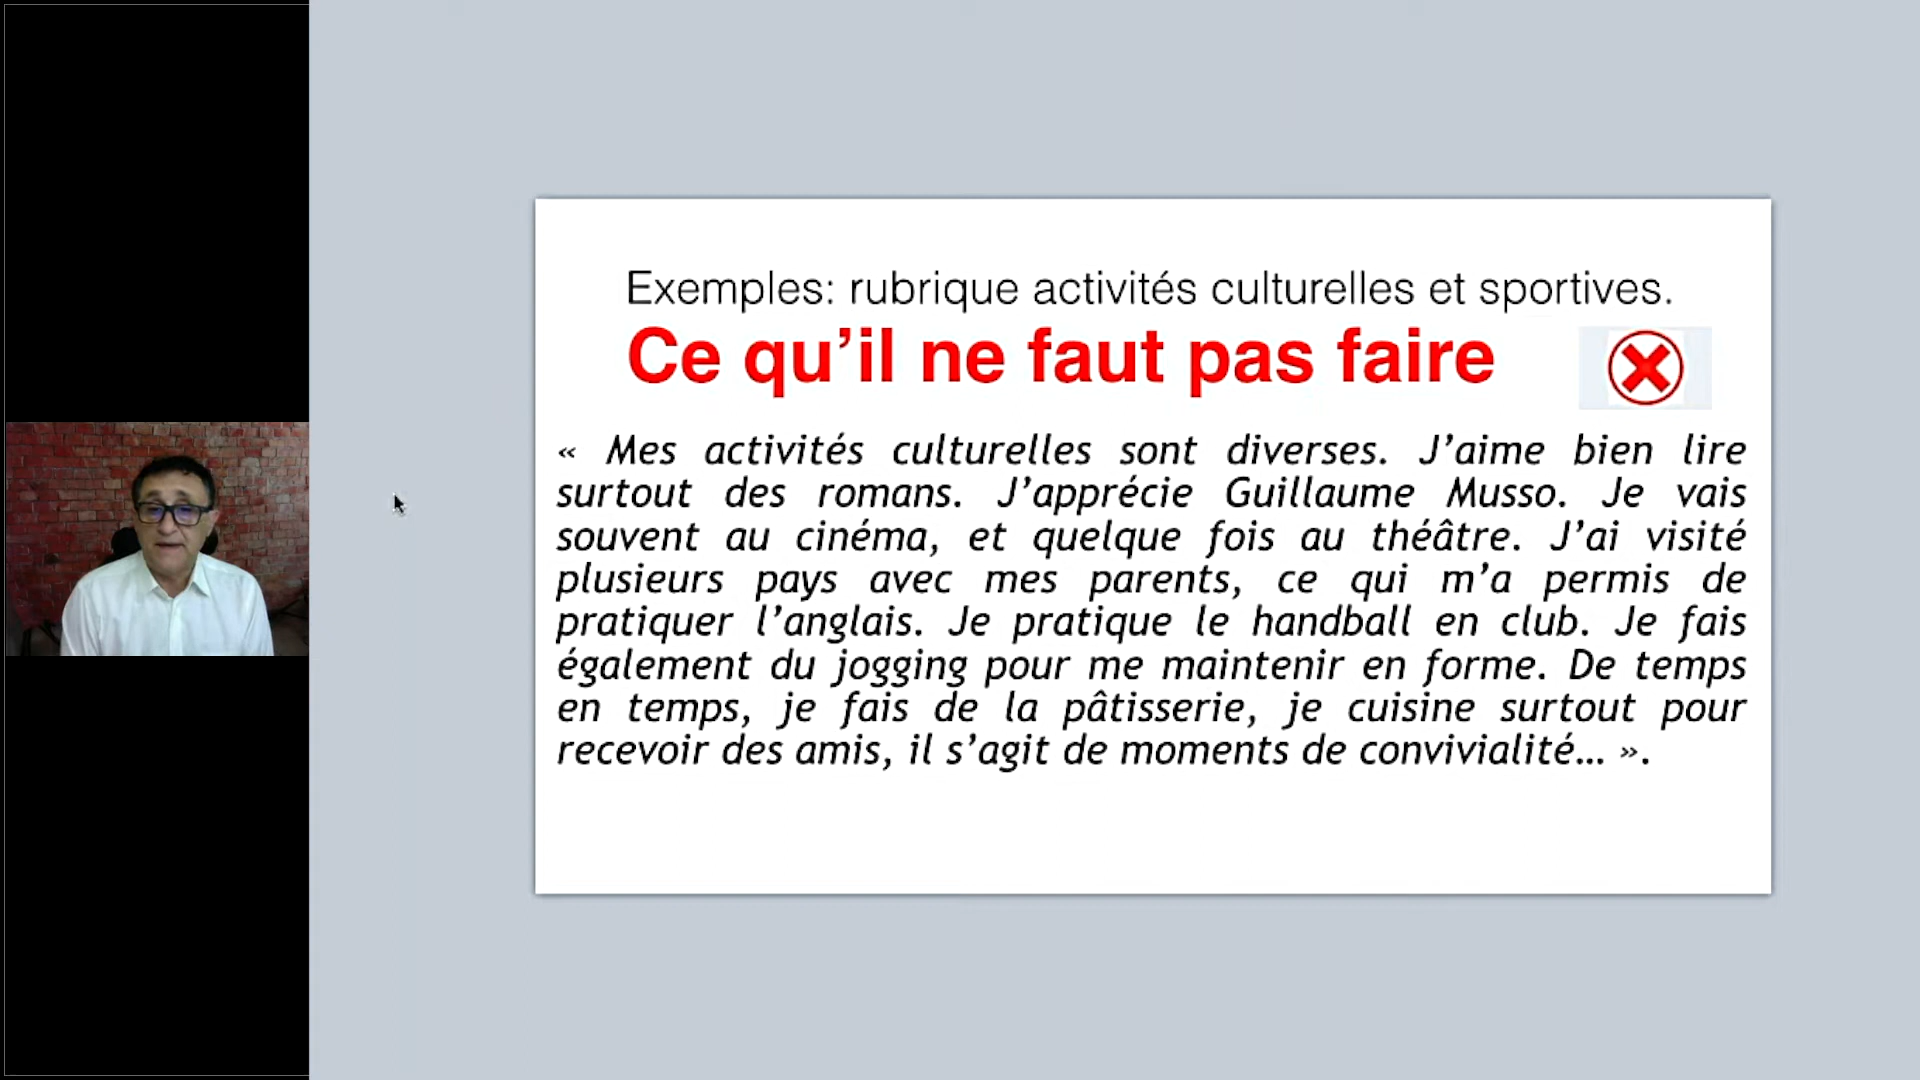 Exemples: rubrique activités culturelles et sportives.
Ce qu’il ne faut pas faire
« Mes activités culturelles sont diverses. J’aime bien lire
surtout des romans. J’apprécie Guillaume Musso. Je vais
souvent au cinéma, et quelque fois au théâtre. J’ai visité
plusieurs pays avec mes parents, ce qui m’a permis de
pratiquer l’anglais. Je pratique le handball en club. Je fais
également du jogging pour me maintenir en forme. De temps
en temps, je fais de la pâtisserie, je cuisine surtout pour
recevoir des amis, il s’agit de moments de convivialité… ».